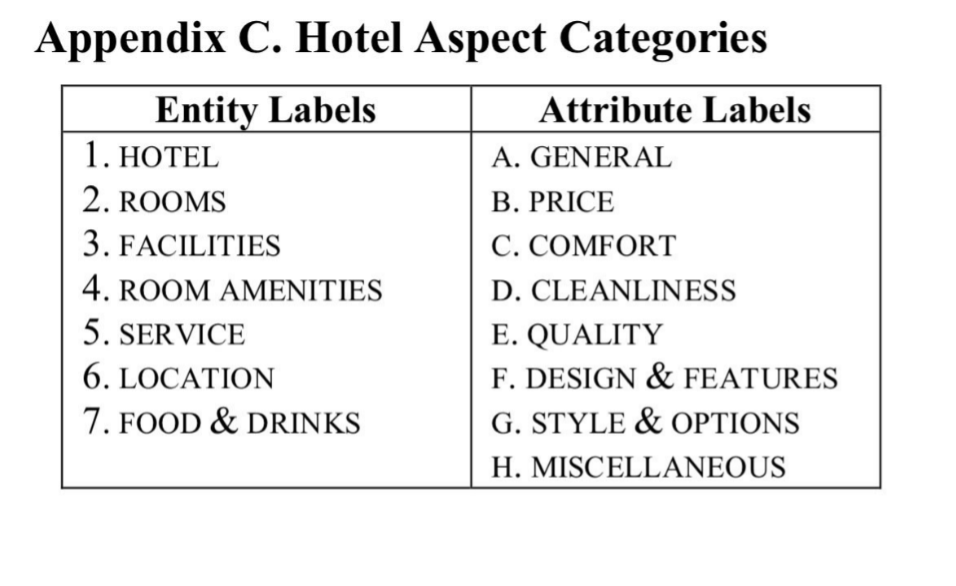 Appendix C. Hotel Aspect Categories
Entity Labels Attribute Labels
1. HOTEL A. GENERAL
2. ROOMS B. PRICE
3. FACILITIES C. COMFORT
4. ROOM AMENITIES D. CLEANLINESS
5. SERVICE E. QUALITY
6. LOCATION F. DESIGN & FEATURES
7. FOOD & DRINKS G. STYLE & OPTIONS
H. MISCELLANEOUS